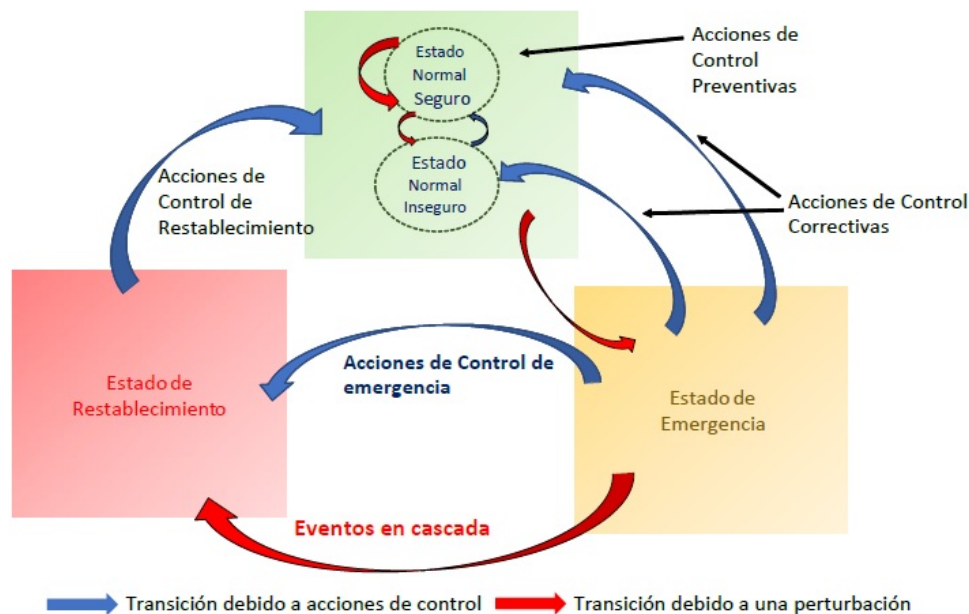 Estado
Normal
Seguro
Estado
Normal
Inseguro
Acciones de
Control
Preventivas
Acciones de
Control de
Restablecimiento
Acciones de Control
Correctivas
Acciones de Control de
emergencia
Estado de
Restablecimiento
Estado de
Emergencia
Eventos en cascada
Transición debido a acciones de control
Transición debido a una perturbación